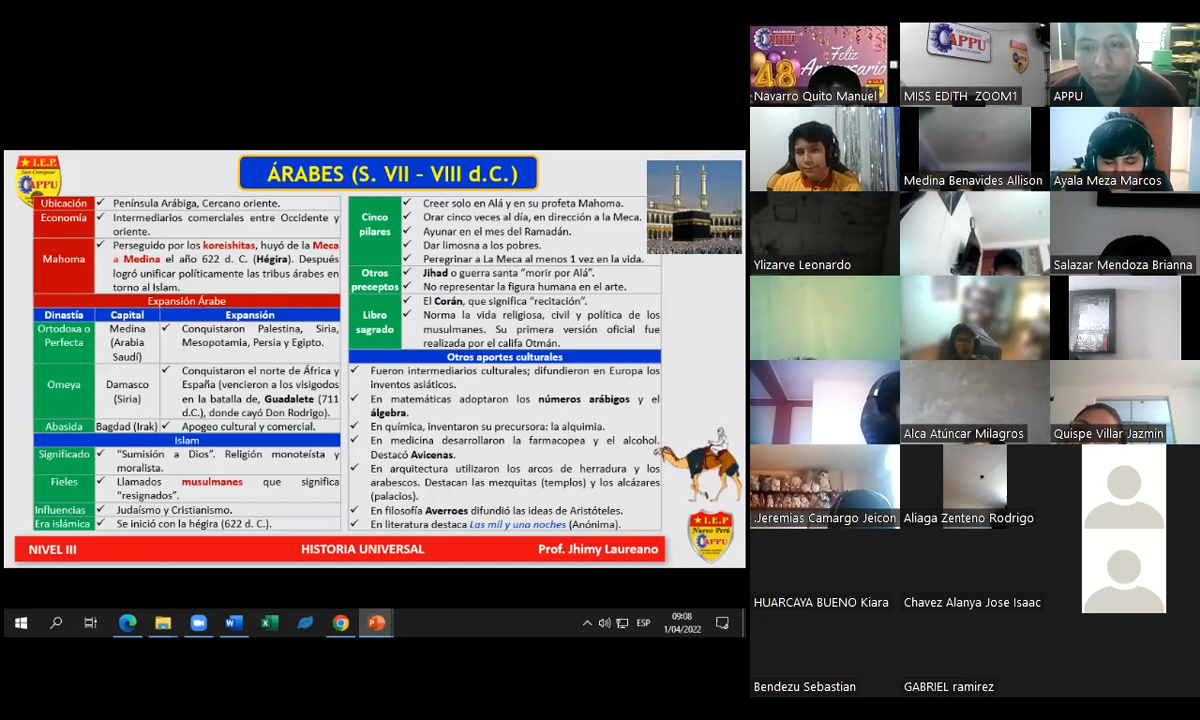 I.E.P.
APPU
ÁRABES (S. VII - VIII d.C.)
Ubicación
✓ Península Arábiga, Cercano oriente.
Economía
✓ Intermediarios comerciales entre Occidente y
oriente.
Mahoma
✓ Perseguido por los koreishitas, huyó de la Meca
a Medina el año 622 d. C. (Hégira). Después
logró unificar políticamente las tribus árabes en
torno al Islam.
Expansión Árabe
Dinastía Capital Expansión
Ortodoxa o
Perfecta
Medina
(Arabia
Saudí)
✓ Conquistaron Palestina, Siria,
Mesopotamia, Persia y Egipto.
Omeya
Damasco
(Siria)
✓ Conquistaron el norte de África y
España (vencieron a los visigodos
en la batalla de, Guadalete (711
d.C.), donde cayó Don Rodrigo).
Abasida Bagdad (Irak) ✓ Apogeo cultural y comercial.
Islam
Significado
✓ “Sumisión a Dios”. Religión monoteísta y
moralista.
Fieles
✓ Llamados musulmanes que significa
“resignados”.
Influencias ✓ Judaísmo y Cristianismo.
Era islámica ✓ Se inició con la hégira (622 d. C.).
Cinco
pilares
✓ Creer solo en Alá y en su profeta Mahoma.
✓ Orar cinco veces al día, en dirección a la Meca.
✓ Ayunar en el mes del Ramadán.
✓ Dar limosna a los pobres.
✓ Peregrinar a La Meca al menos 1 vez en la vida.
Otros
preceptos
✓ Jihad o guerra santa “morir por Alá”.
✓ No representar la figura humana en el arte.
Libro
sagrado
✓ El Corán, que significa “recitación”.
✓ Norma la vida religiosa, civil y política de los
musulmanes. Su primera versión oficial fue
realizada por el califa Otmán.
Otros aportes culturales
✓ Fueron intermediarios culturales; difundieron en Europa los
inventos asiáticos.
✓ En matemáticas adoptaron los números arábigos y el
álgebra.
✓ En química, inventaron su precursora: la alquimia.
✓ En medicina desarrollaron la farmacopea y el alcohol.
Destacó Avicenas.
✓ En arquitectura utilizaron los arcos de herradura y los
arabescos. Destacan las mezquitas (templos) y los alcázares
(palacios).
✓ En filosofía Averroes difundió las ideas de Aristóteles.
✓ En literatura destaca Las mil y una noches (Anónima).
I.E.P
Nuevo Perú
APPU
NIVEL III HISTORIA UNIVERSAL Prof. Jhimy Laureano
ESP
09:08
1/04/2022
ACADEMIA
APPU
Feliz
Aniversario
48
Navarro Quito Manuel
APPU
MISS EDITH ZOOM1
APPU
Medina Benavides Allison
Ayala Meza Marcos
Ylizarve Leonardo
Salazar Mendoza Brianna
Alca Atúncar Milagros
Quispe Villar Jazmin
Jeremias Camargo Jeicon
Aliaga Zenteno Rodrigo
HUARCAYA BUENO Kiara
Chavez Alanya Jose Isaac
Bendezu Sebastian
GABRIEL ramirez